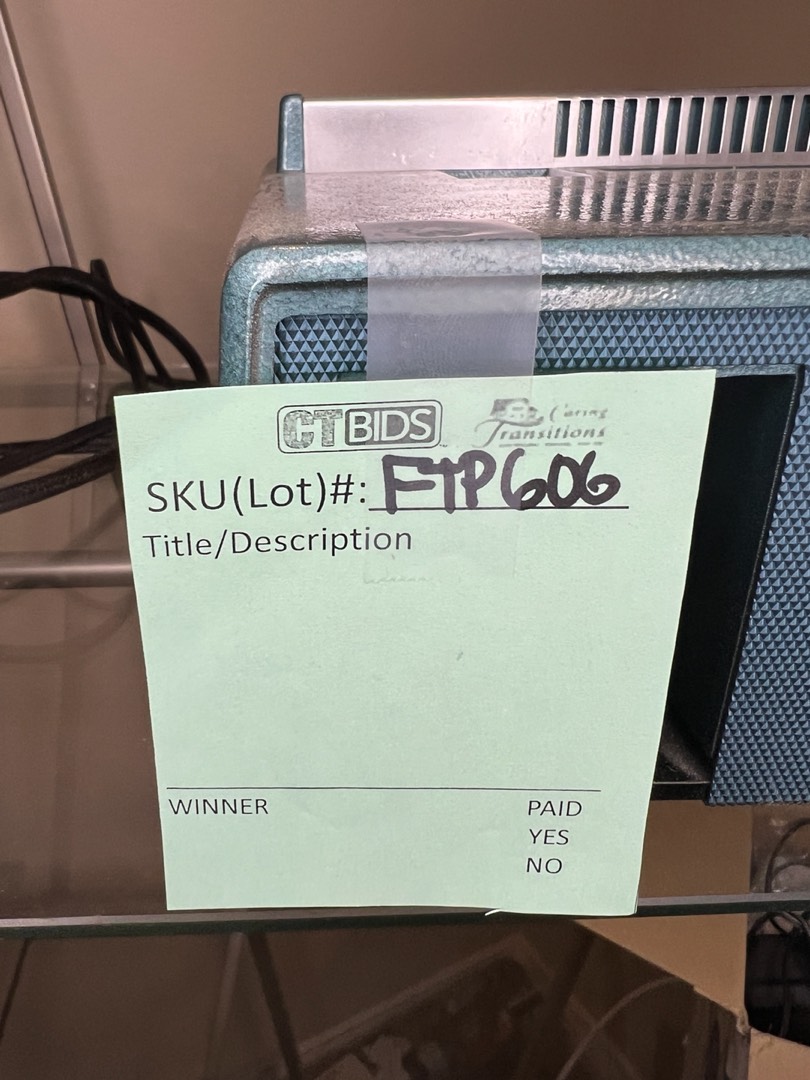 CTBIDS
Caring
Transitions
SKU(Lot)#: FTP606
Title/Description
WINNER
PAID
YES
NO